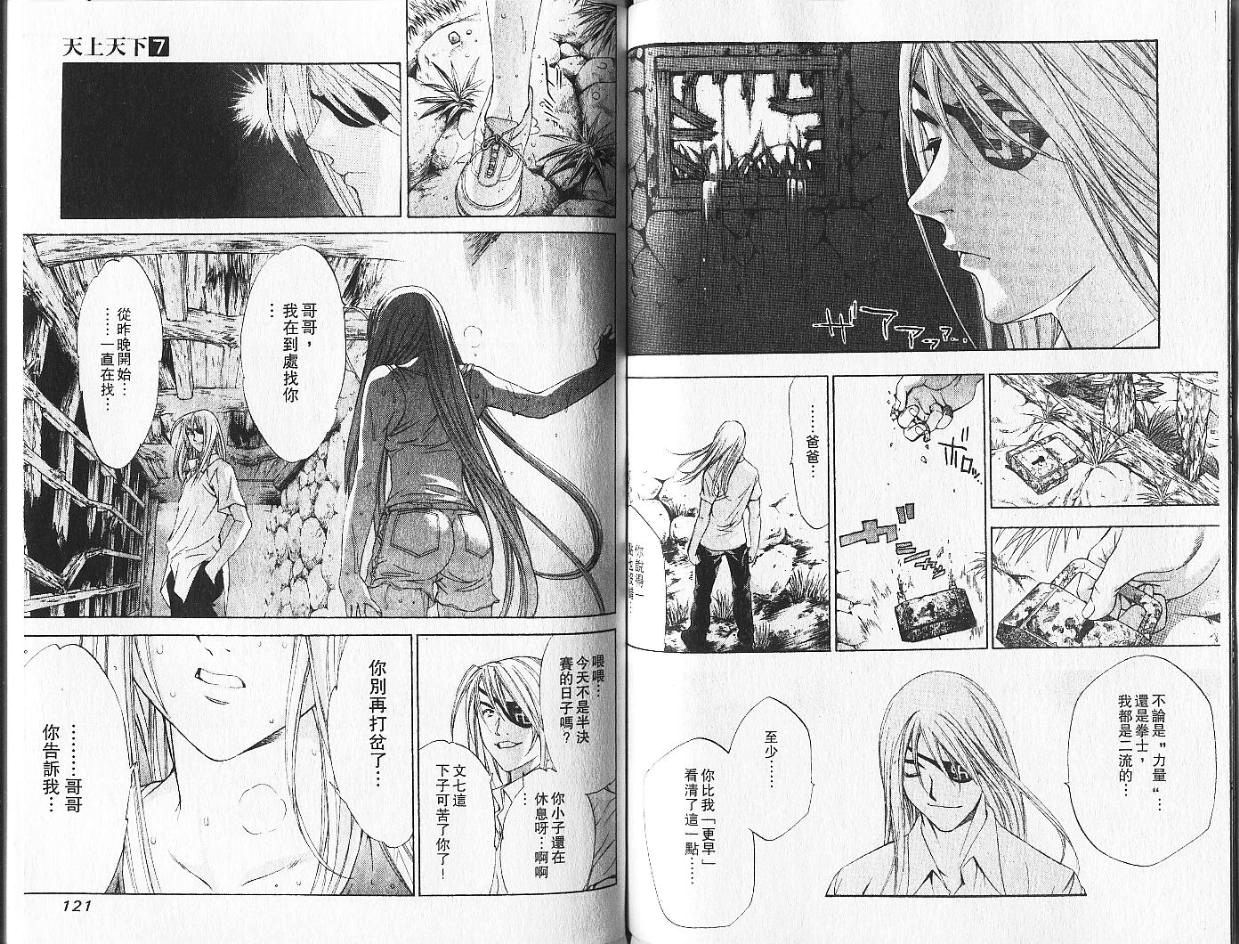 ザアアァッァ…
ボロッ…
……爸爸…
不論是〞力量〝…
還是拳士，
我都是二流的…
至少……
你比我「更早」
看清了這一點……
天上天下7
哥哥，
我在到處找你
…
從昨晚開始…
……一直在找…
喂喂…
今天不是半決
賽的日子嗎？
你小子還在
休息呀…啊啊
…
文七這
下子可苦了你了！
你別再打岔了…
………哥哥
你告訴我…
121